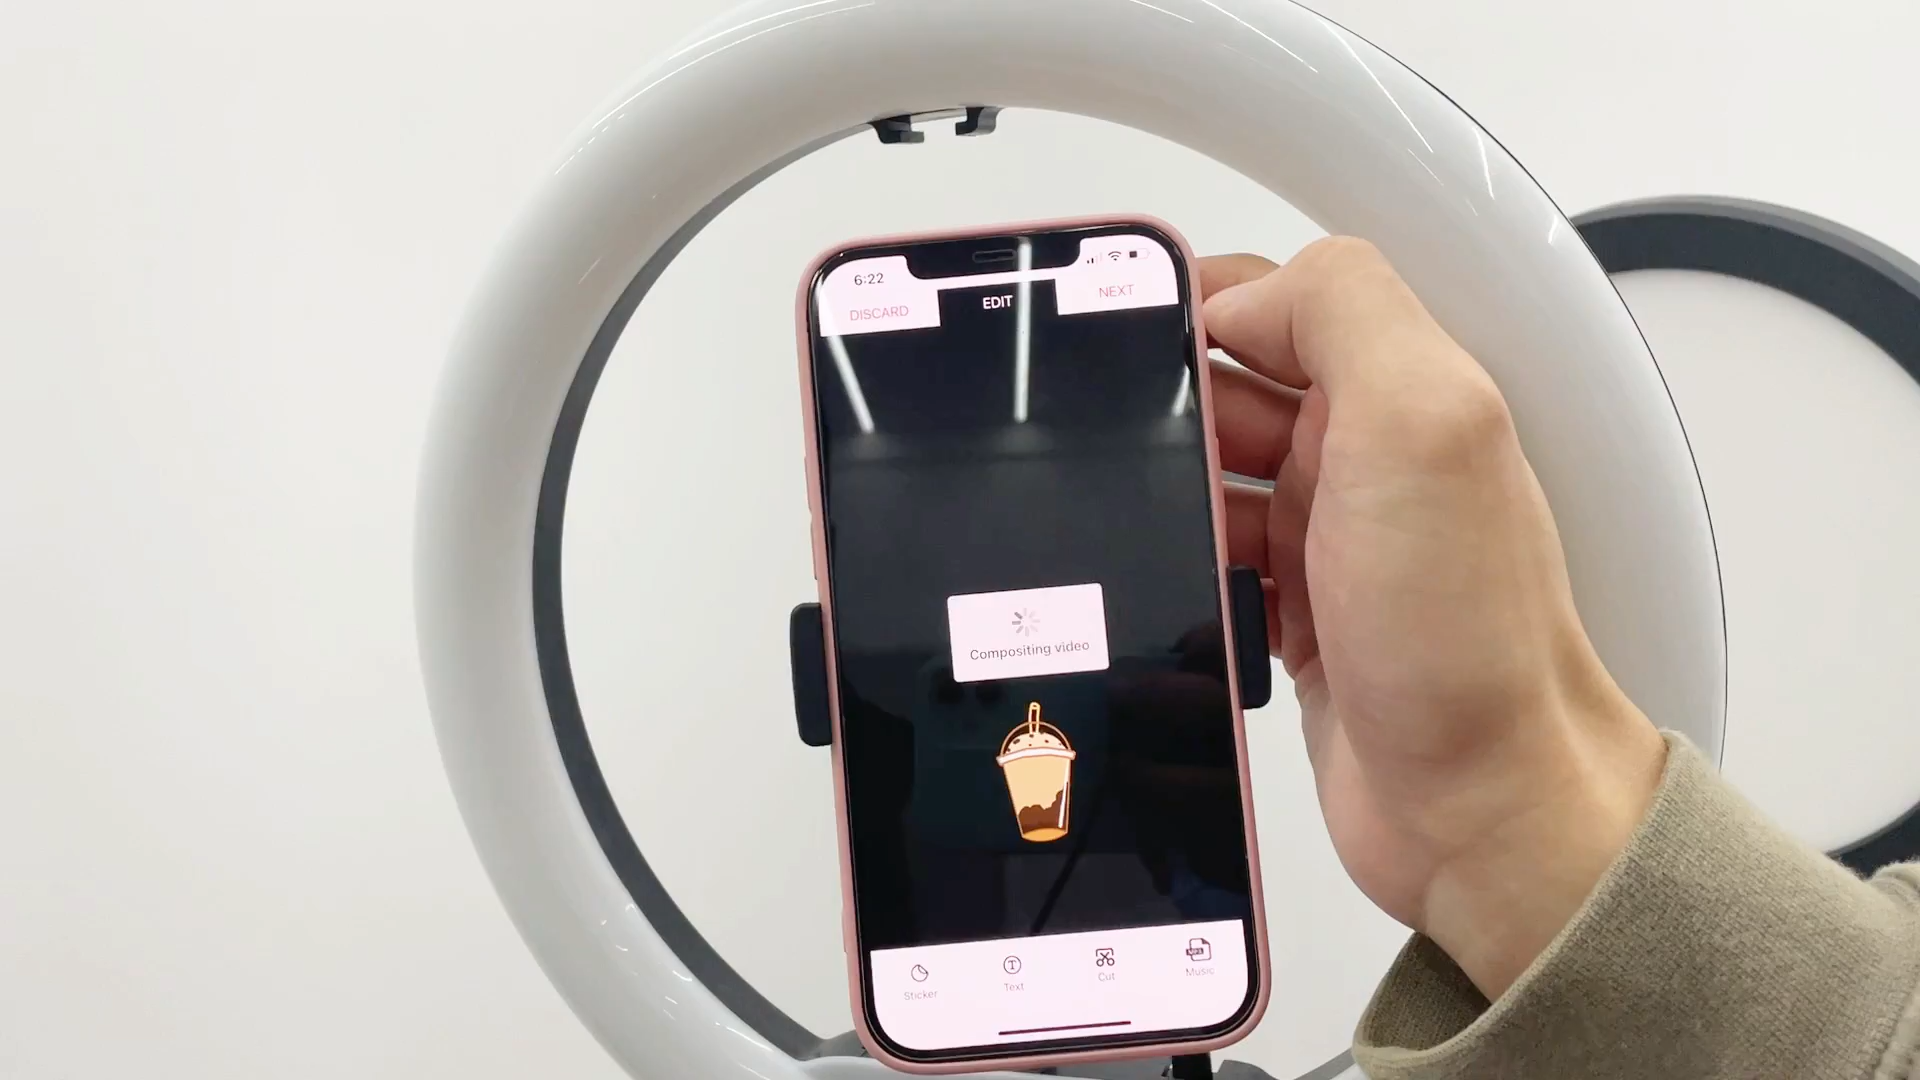 6:22
DISCARD
EDIT
NEXT
Compositing video
Sticker
Text
Cut
Music